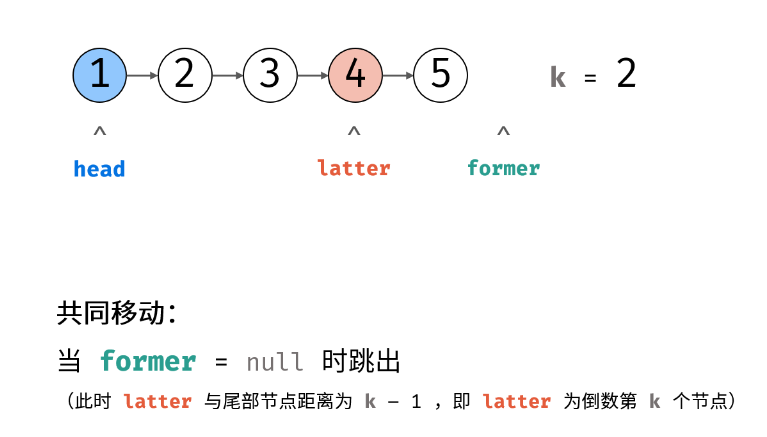 1 2 3 4 5 k = 2
^ ^ ^
head latter former
共同移动：
当 former = null 时跳出
（此时 latter 与尾部节点距离为 k – 1 ，即 latter 为倒数第 k 个节点）